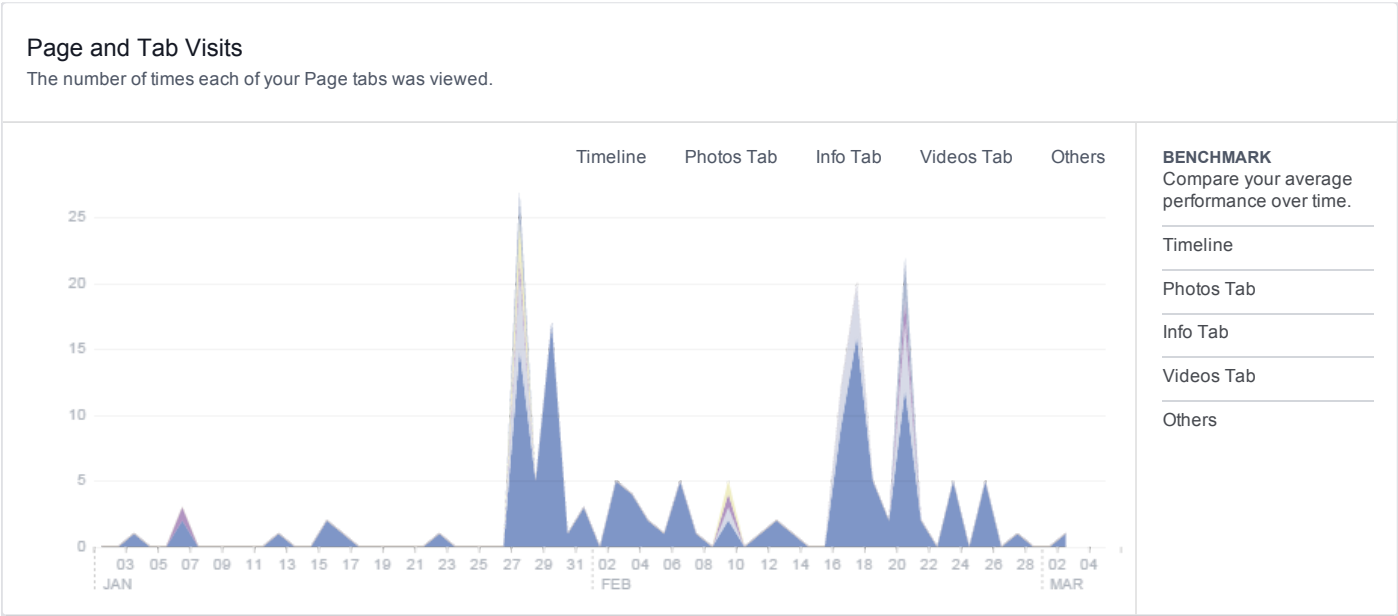 Page and Tab Visits
The number of times each of your Page tabs was viewed.
Timeline Photos Tab Info Tab Videos Tab Others
25
20
15
10
5
0
03 05 07 09 11 13 15 17 19 21 23 25 27 29 31 02 04 06 08 10 12 14 16 18 20 22 24 26 28 02 04
JAN FEB MAR
BENCHMARK
Compare your average
performance over time.
Timeline
Photos Tab
Info Tab
Videos Tab
Others